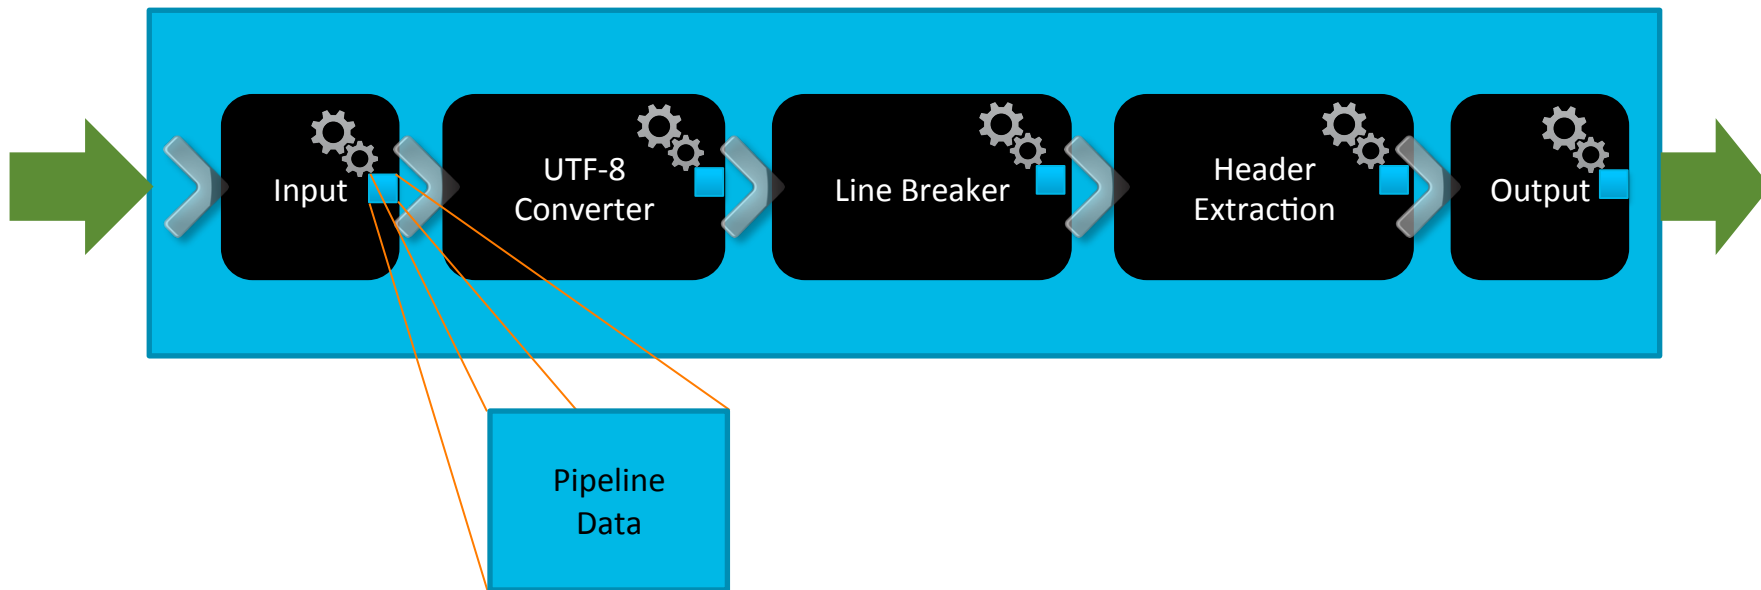 Input
UTF-8
Converter
Line Breaker
Header
Extraction
Output
Pipeline
Data